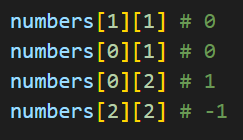 numbers[1][1] # 0
numbers[0][1] # 0
numbers[0][2] # 1
numbers[2][2] # -1